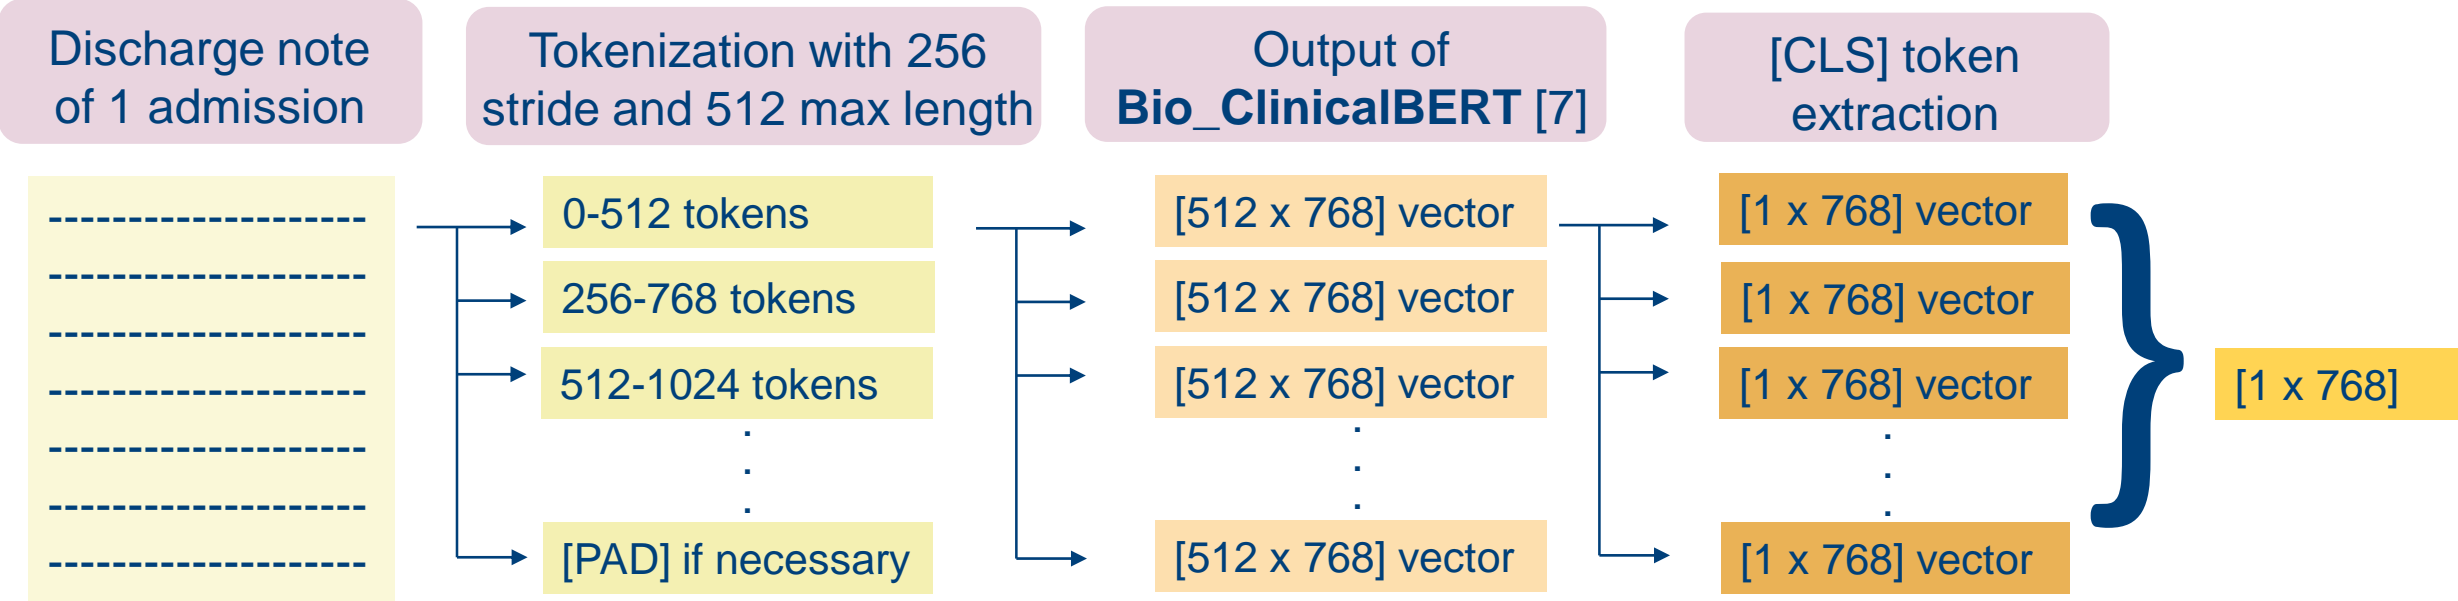 Discharge note
of 1 admission
Tokenization with 256
stride and 512 max length
Output of
Bio_ClinicalBERT [7]
[CLS] token
extraction
--------------------
--------------------
--------------------
--------------------
--------------------
--------------------
--------------------
0-512 tokens
256-768 tokens
512-1024 tokens
.
.
.
[PAD] if necessary
[512 x 768] vector
[512 x 768] vector
[512 x 768] vector
.
.
.
[512 x 768] vector
[1 x 768] vector
[1 x 768] vector
[1 x 768] vector
.
.
.
[1 x 768] vector
}
[1 x 768]